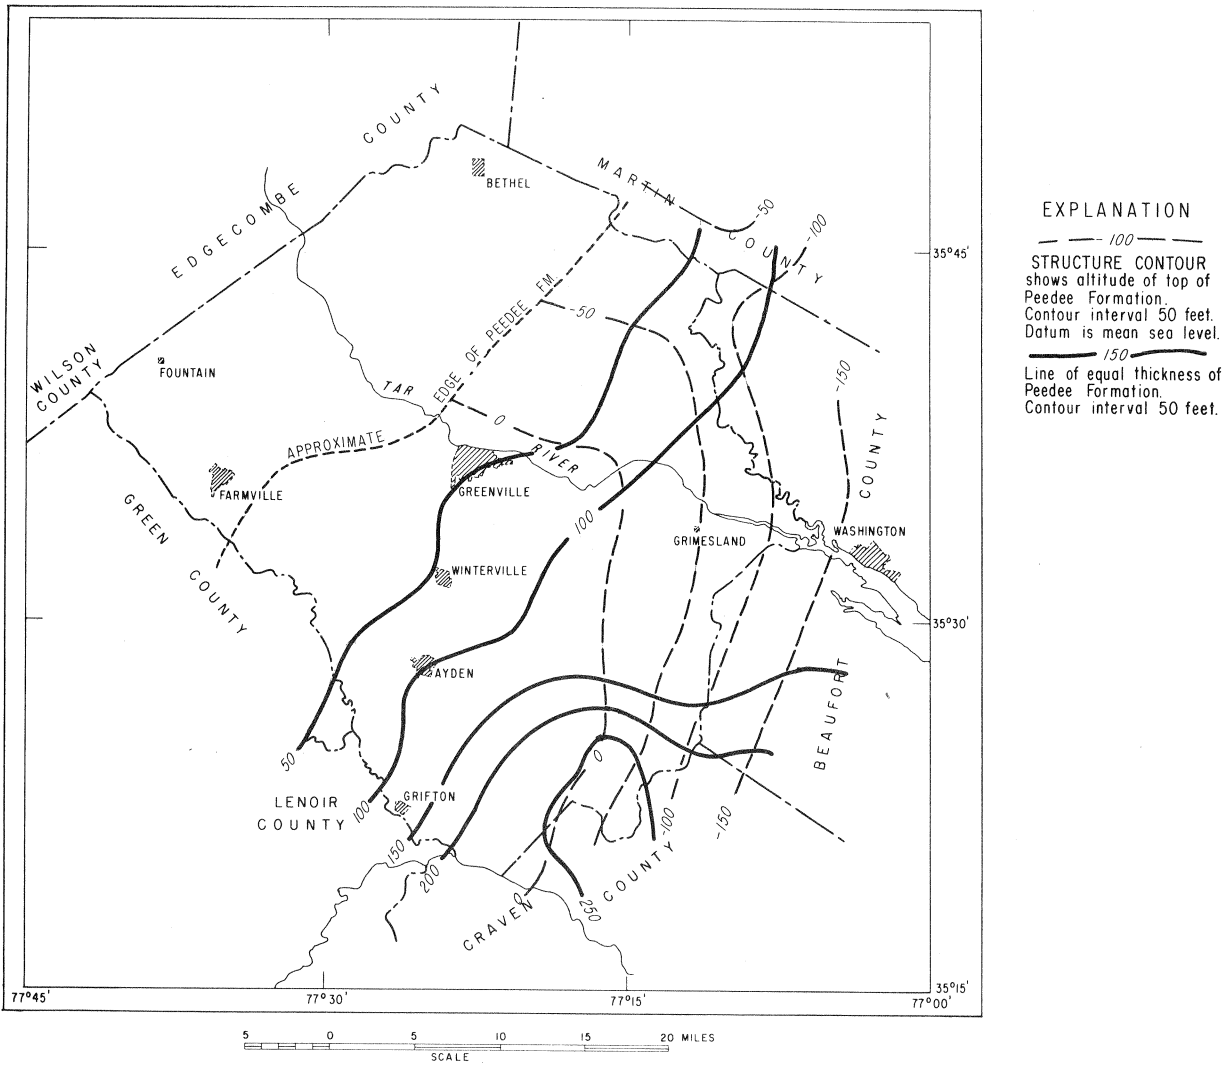 COUNTY
EDGECOMBE
MARTIN
COUNTY
BETHEL
-50
-100
35°45'
EDGE OF PEEDEE FM.
-50
WILSON
COUNTY
FOUNTAIN
TAR
0
-150
RIVER
APPROXIMATE
COUNTY
FARMVILLE
GREENVILLE
GREEN
COUNTY
100
GRIMESLAND
WASHINGTON
WINTERVILLE
35°30'
AYDEN
BEAUFORT
50
LENOIR
COUNTY
100
GRIFTON
0
-100
-150
150
200
COUNTY
CRAVEN
0
250
35°15'
77°45'
77°30'
77°15'
77°00'
5 0 5 10 15 20 MILES
SCALE
EXPLANATION
-100
STRUCTURE CONTOUR
shows altitude of top of
Peedee Formation.
Contour interval 50 feet.
Datum is mean sea level.
150
Line of equal thickness of
Peedee Formation.
Contour interval 50 feet.